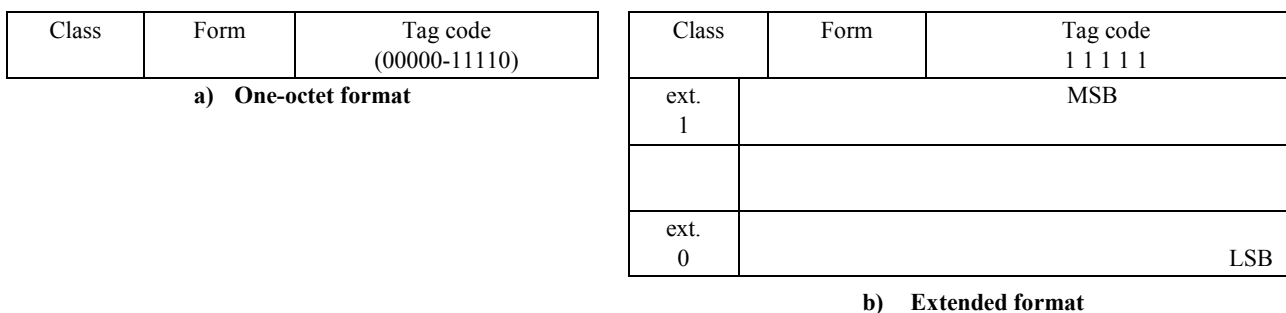 Class Form Tag code
(00000-11110)
a) One-octet format
Class Form Tag code
1 1 1 1 1
ext. MSB
1
ext.
0 LSB
b) Extended format